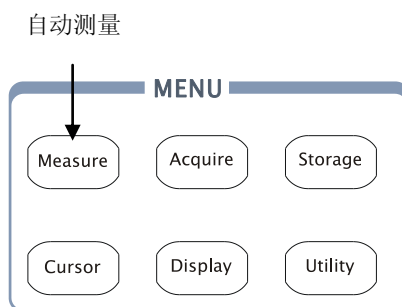 自动测量
MENU
Measure Acquire Storage
Cursor Display Utility